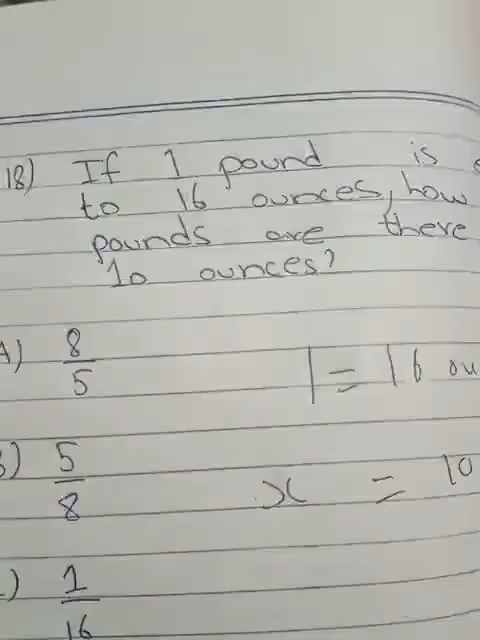 18) If 1 pound is
to 16 ounces, how
pounds are there
10 ounces?
A) 8/5
1 = 16 ou
B) 5/8
x = 10
1/16